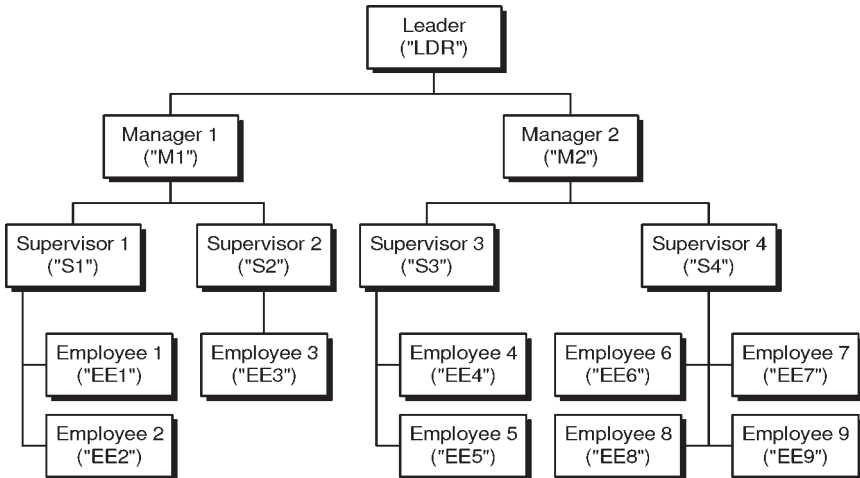 Leader
("LDR")
Manager 1
("M1")
Manager 2
("M2")
Supervisor 1
("S1")
Supervisor 2
("S2")
Supervisor 3
("S3")
Supervisor 4
("S4")
Employee 1
("EE1")
Employee 3
("EE3")
Employee 4
("EE4")
Employee 6
("EE6")
Employee 7
("EE7")
Employee 2
("EE2")
Employee 5
("EE5")
Employee 8
("EE8")
Employee 9
("EE9")